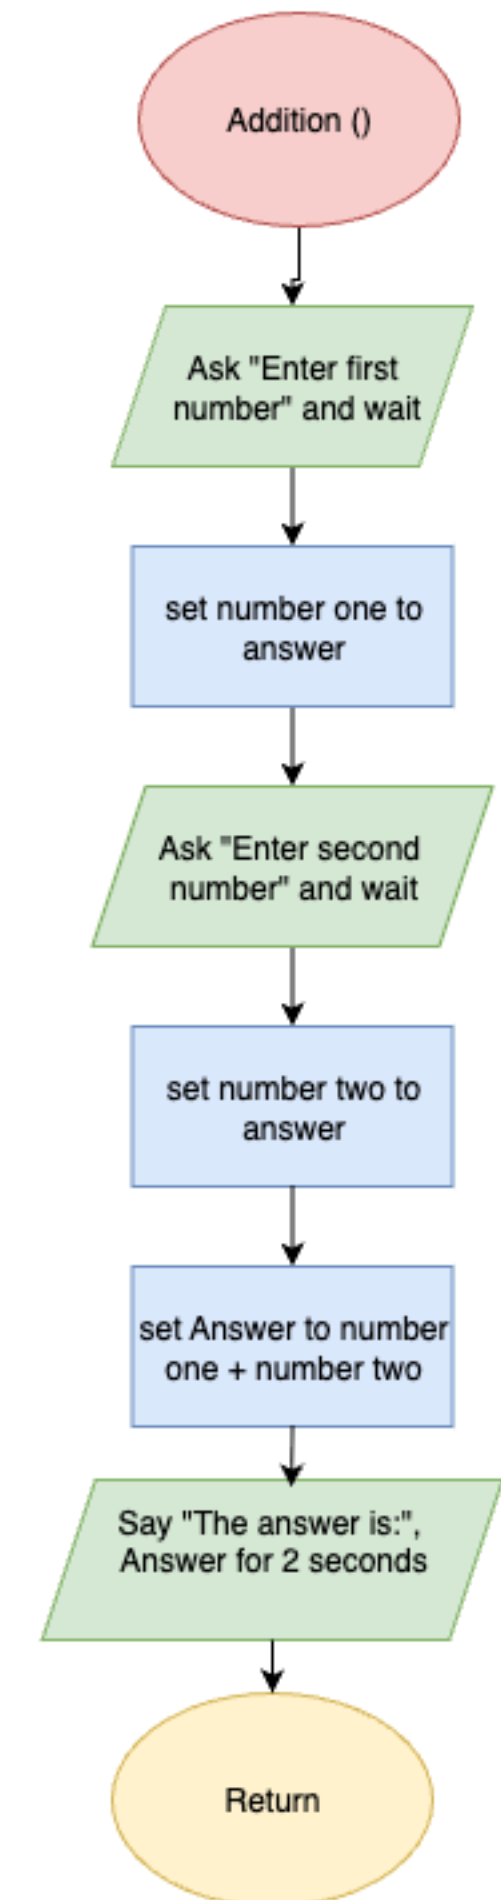 Addition ()
Ask "Enter first
number" and wait
set number one to
answer
Ask "Enter second
number" and wait
set number two to
answer
set Answer to number
one + number two
Say "The answer is:",
Answer for 2 seconds
Return